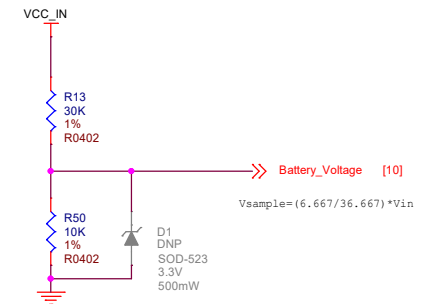 VCC_IN
R13
30K
1%
R0402
Battery_Voltage [10]
Vsample=(6.667/36.667)*Vin
R50
10K
1%
R0402
D1
DNP
SOD-523
3.3V
500mW